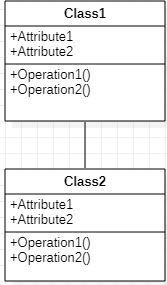 Class1
+Attribute1
+Attribute2
+Operation1()
+Operation2()
Class2
+Attribute1
+Attribute2
+Operation1()
+Operation2()